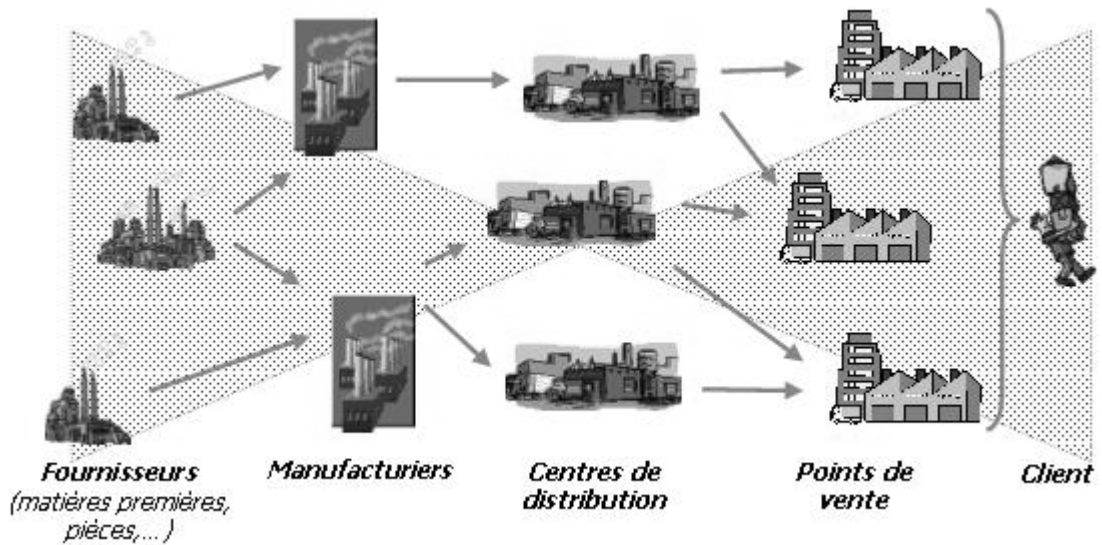 Fournisseurs
(matières premières,
pièces,...)
Manufacturiers
Centres de
distribution
Points de
vente
Client